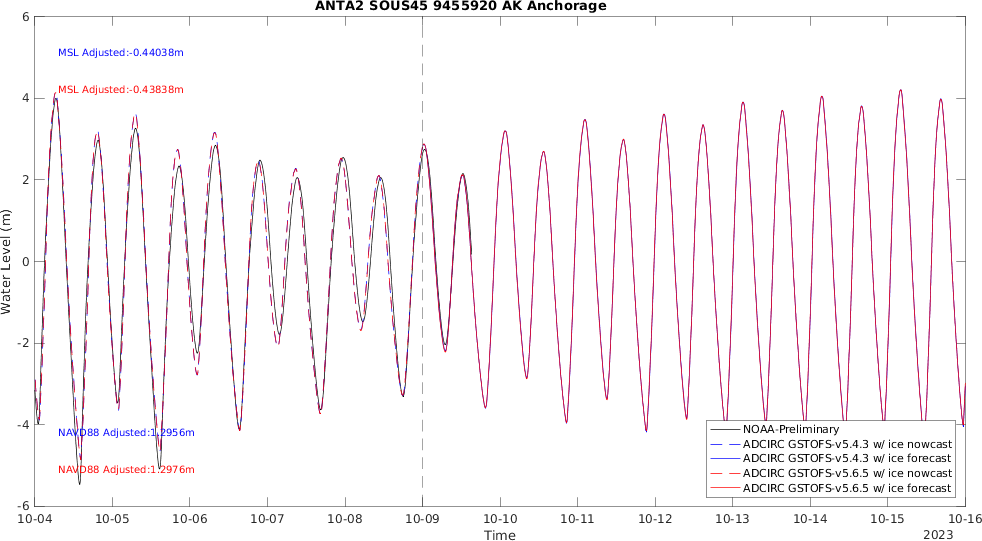 ANTA2 SOUS45 9455920 AK Anchorage
MSL Adjusted:-0.44038m
MSL Adjusted:-0.43838m
NAVD88 Adjusted:1.2956m
NAVD88 Adjusted:1.2976m
Water Level (m)
6
4
2
0
-2
-4
-6
NOAA-Preliminary
ADCIRC GSTOFS-v5.4.3 w/ ice nowcast
ADCIRC GSTOFS-v5.4.3 w/ ice forecast
ADCIRC GSTOFS-v5.6.5 w/ ice nowcast
ADCIRC GSTOFS-v5.6.5 w/ ice forecast
10-04 10-05 10-06 10-07 10-08 10-09 10-10 10-11 10-12 10-13 10-14 10-15 10-16
Time
2023